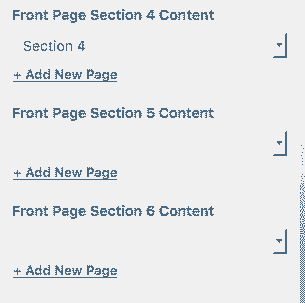 Front Page Section 4 Content
Section 4
+ Add New Page
Front Page Section 5 Content
+ Add New Page
Front Page Section 6 Content
+ Add New Page